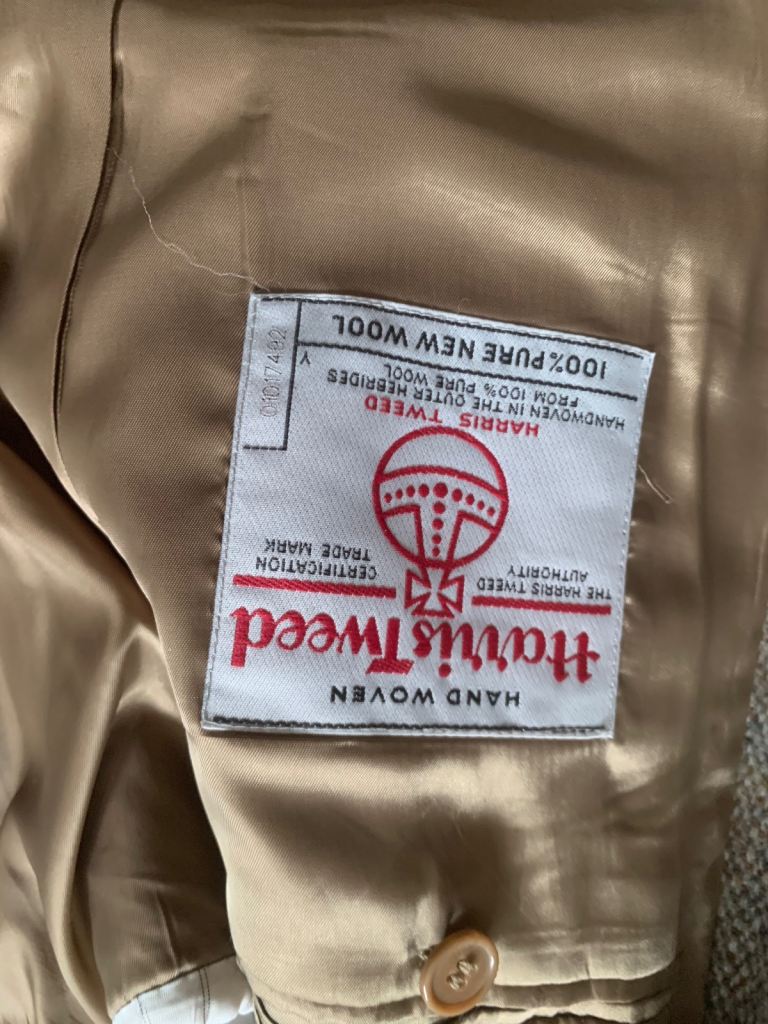 HAND WOVEN
Harris Tweed
THE HARRIS TWEED
AUTHORITY
CERTIFICATION
TRADE MARK
HARRIS TWEED
HANDWOVEN IN THE OUTER HEBRIDES
FROM 100% PURE WOOL
Y
100% PURE NEW WOOL
01017492